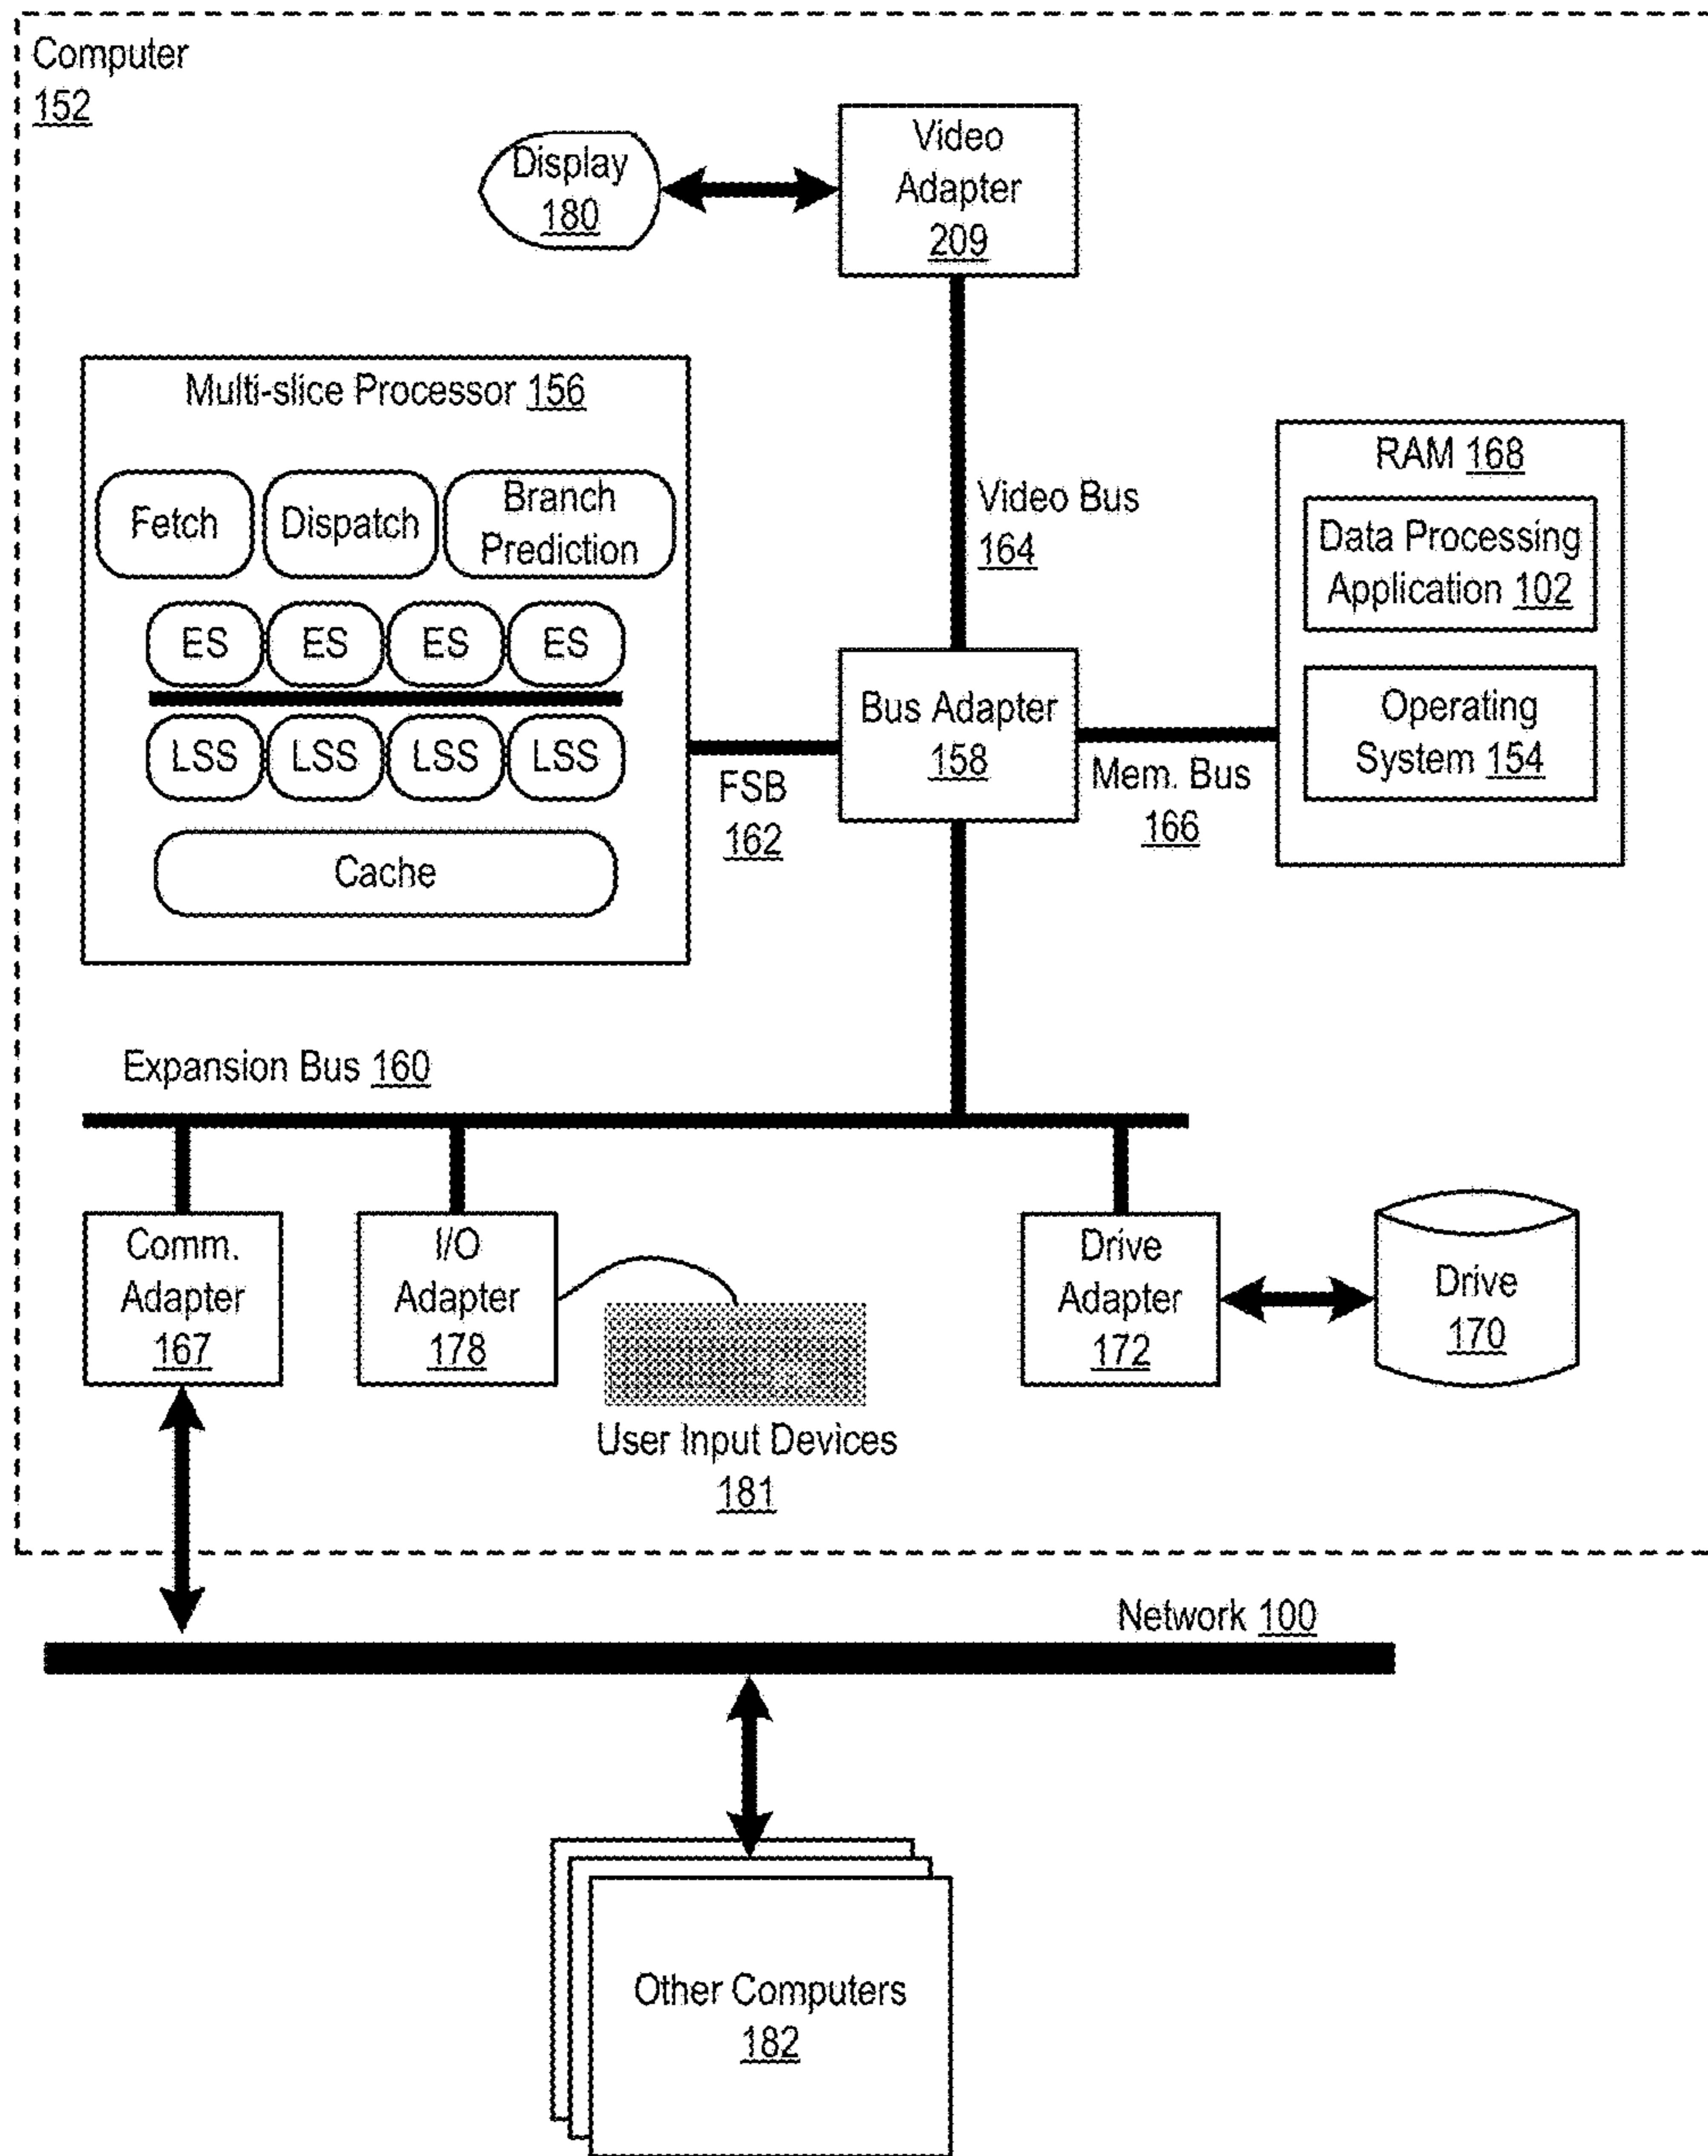 Computer
152
Display
180
Video
Adapter
209
Multi-slice Processor 156
Fetch
Dispatch
Branch
Prediction
ES
ES
ES
ES
LSS
LSS
LSS
LSS
Cache
Video Bus
164
RAM 168
Data Processing
Application 102
Operating
System 154
Bus Adapter
158
FSB
162
Mem. Bus
166
Expansion Bus 160
Comm.
Adapter
167
I/O
Adapter
178
User Input Devices
181
Drive
Adapter
172
Drive
170
Network 100
Other Computers
182